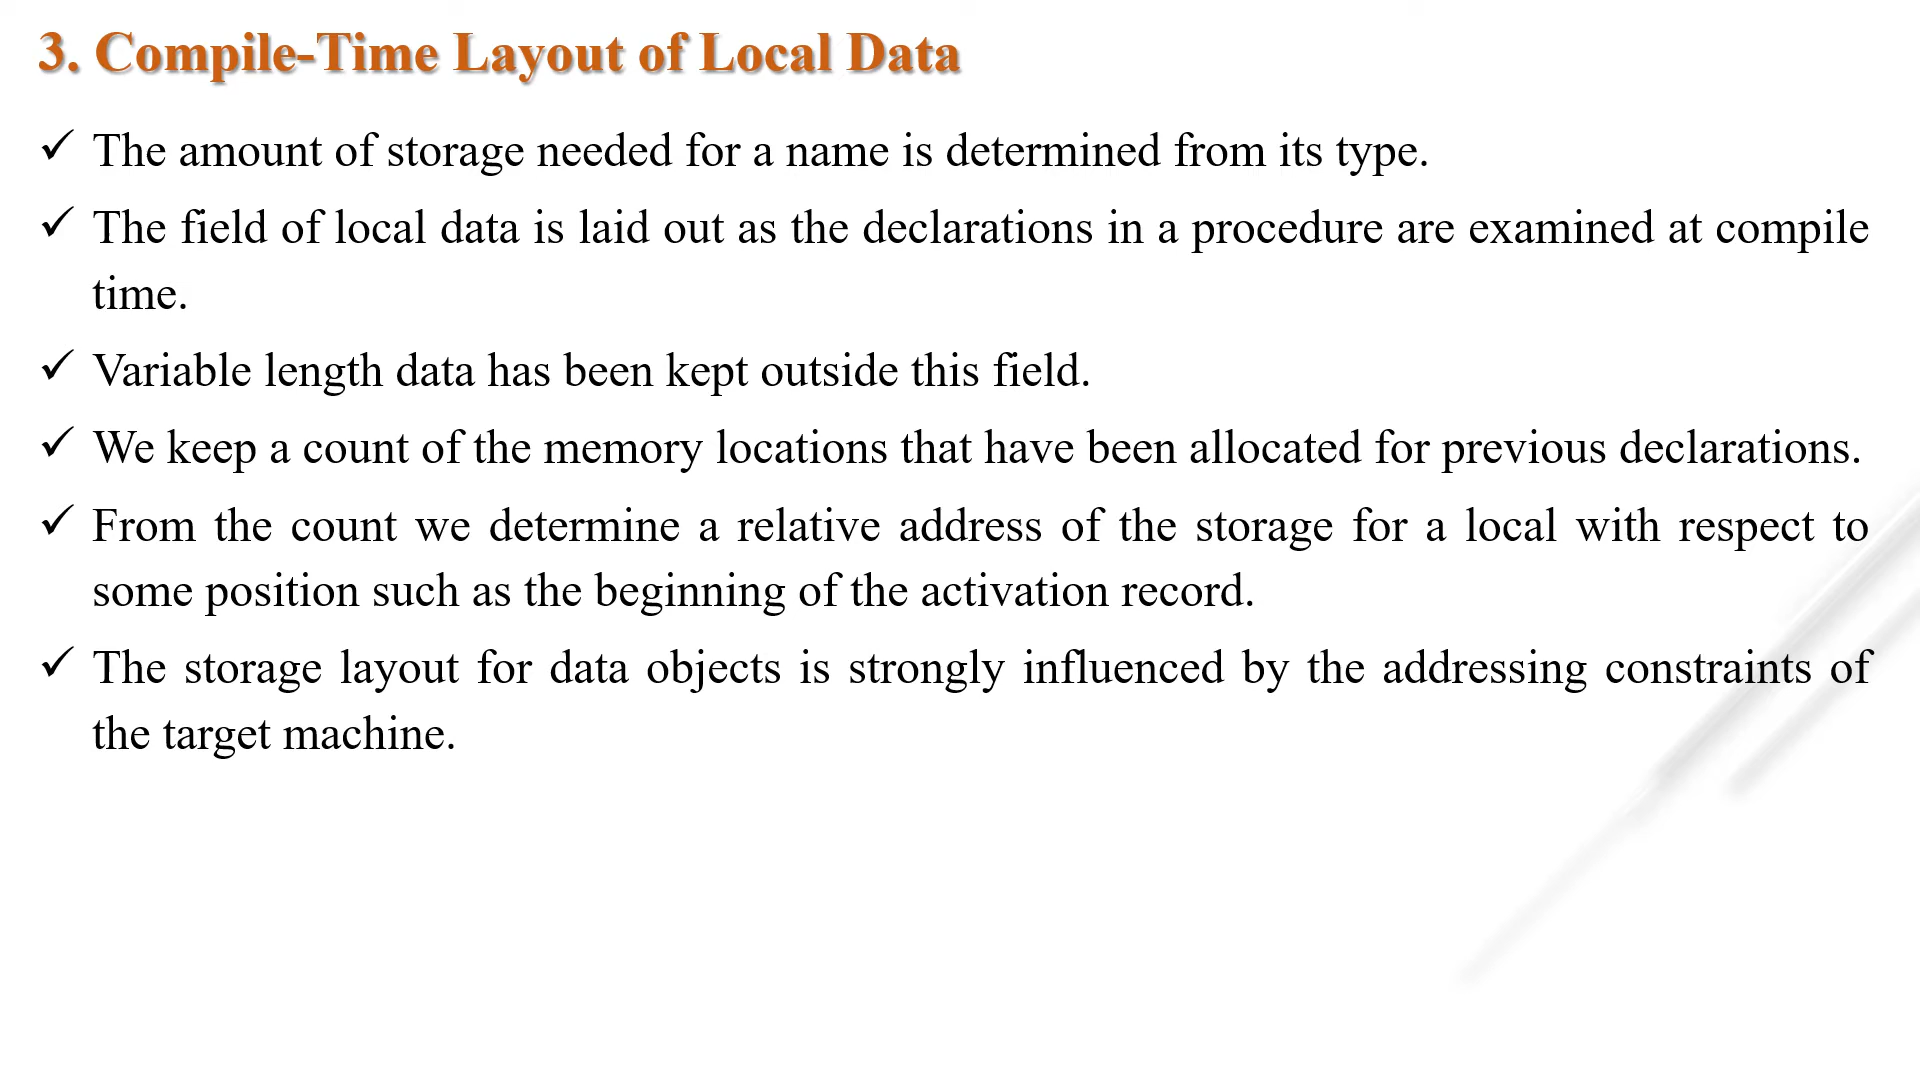 3. Compile-Time Layout of Local Data
✓ The amount of storage needed for a name is determined from its type.
✓ The field of local data is laid out as the declarations in a procedure are examined at compile
time.
✓ Variable length data has been kept outside this field.
✓ We keep a count of the memory locations that have been allocated for previous declarations.
✓ From the count we determine a relative address of the storage for a local with respect to
some position such as the beginning of the activation record.
✓ The storage layout for data objects is strongly influenced by the addressing constraints of
the target machine.